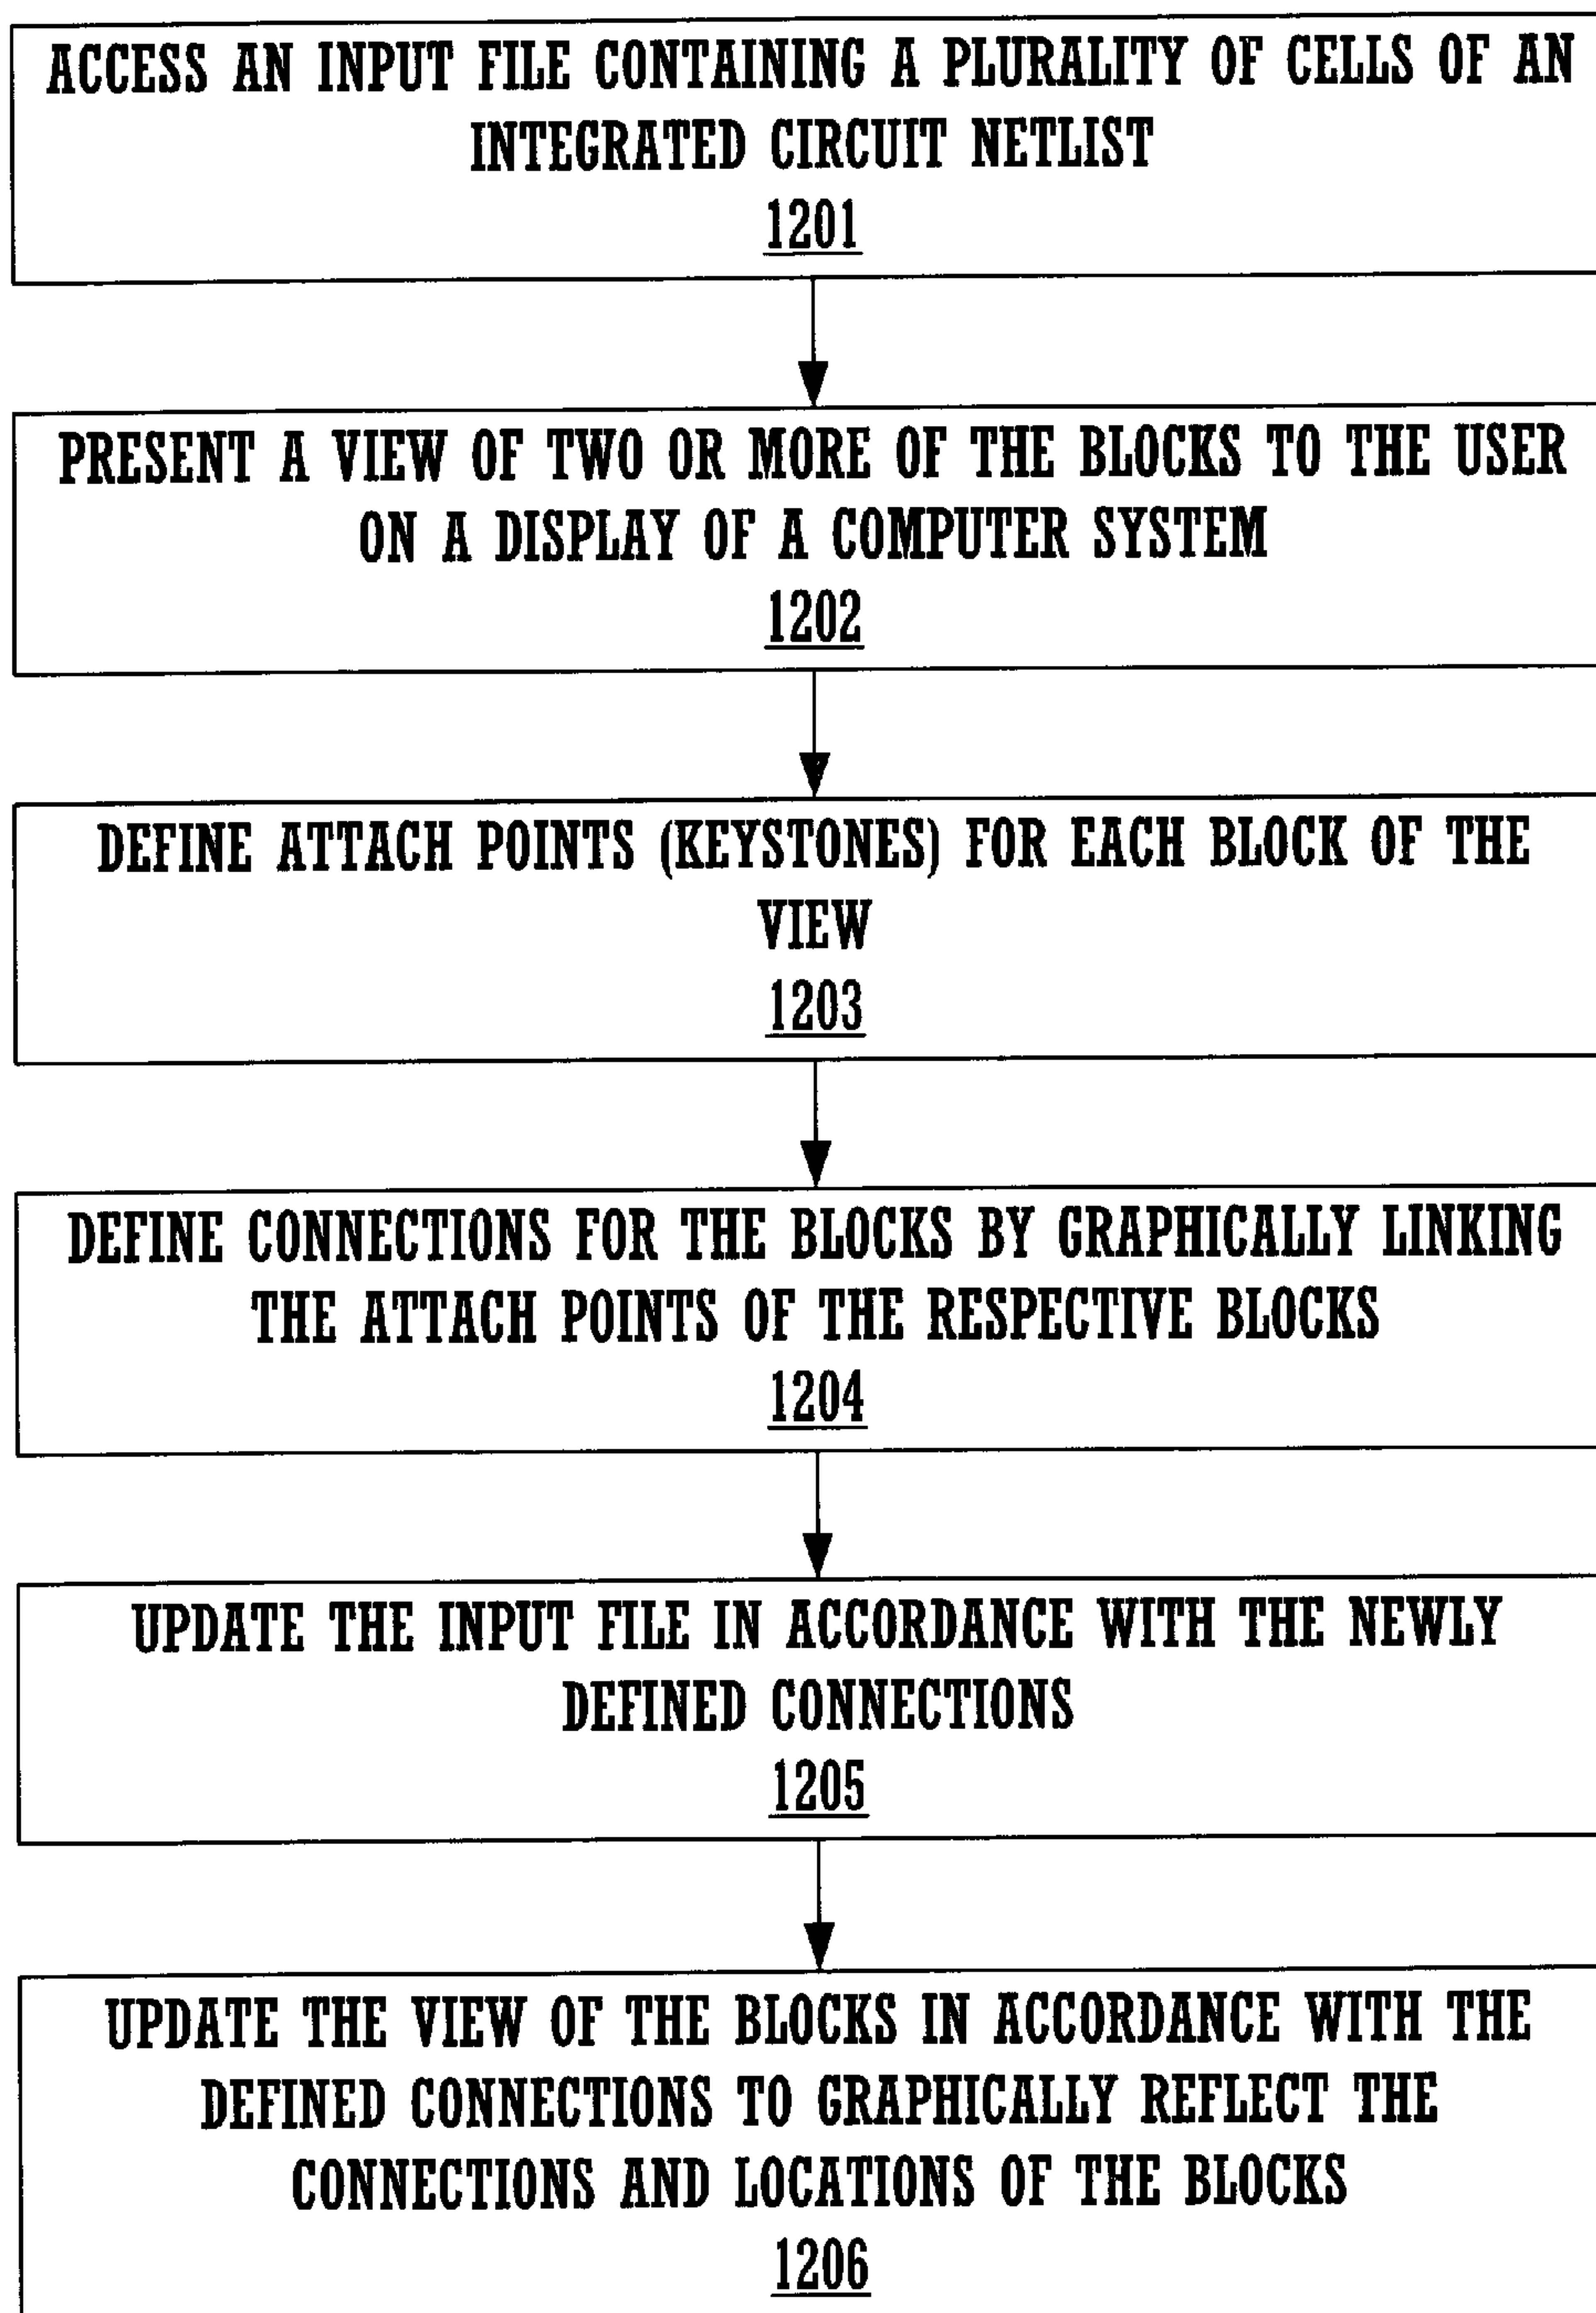 ACCESS AN INPUT FILE CONTAINING A PLURALITY OF CELLS OF AN
INTEGRATED CIRCUIT NETLIST
1201
PRESENT A VIEW OF TWO OR MORE OF THE BLOCKS TO THE USER
ON A DISPLAY OF A COMPUTER SYSTEM
1202
DEFINE ATTACH POINTS (KEYSTONES) FOR EACH BLOCK OF THE
VIEW
1203
DEFINE CONNECTIONS FOR THE BLOCKS BY GRAPHICALLY LINKING
THE ATTACH POINTS OF THE RESPECTIVE BLOCKS
1204
UPDATE THE INPUT FILE IN ACCORDANCE WITH THE NEWLY
DEFINED CONNECTIONS
1205
UPDATE THE VIEW OF THE BLOCKS IN ACCORDANCE WITH THE
DEFINED CONNECTIONS TO GRAPHICALLY REFLECT THE
CONNECTIONS AND LOCATIONS OF THE BLOCKS
1206